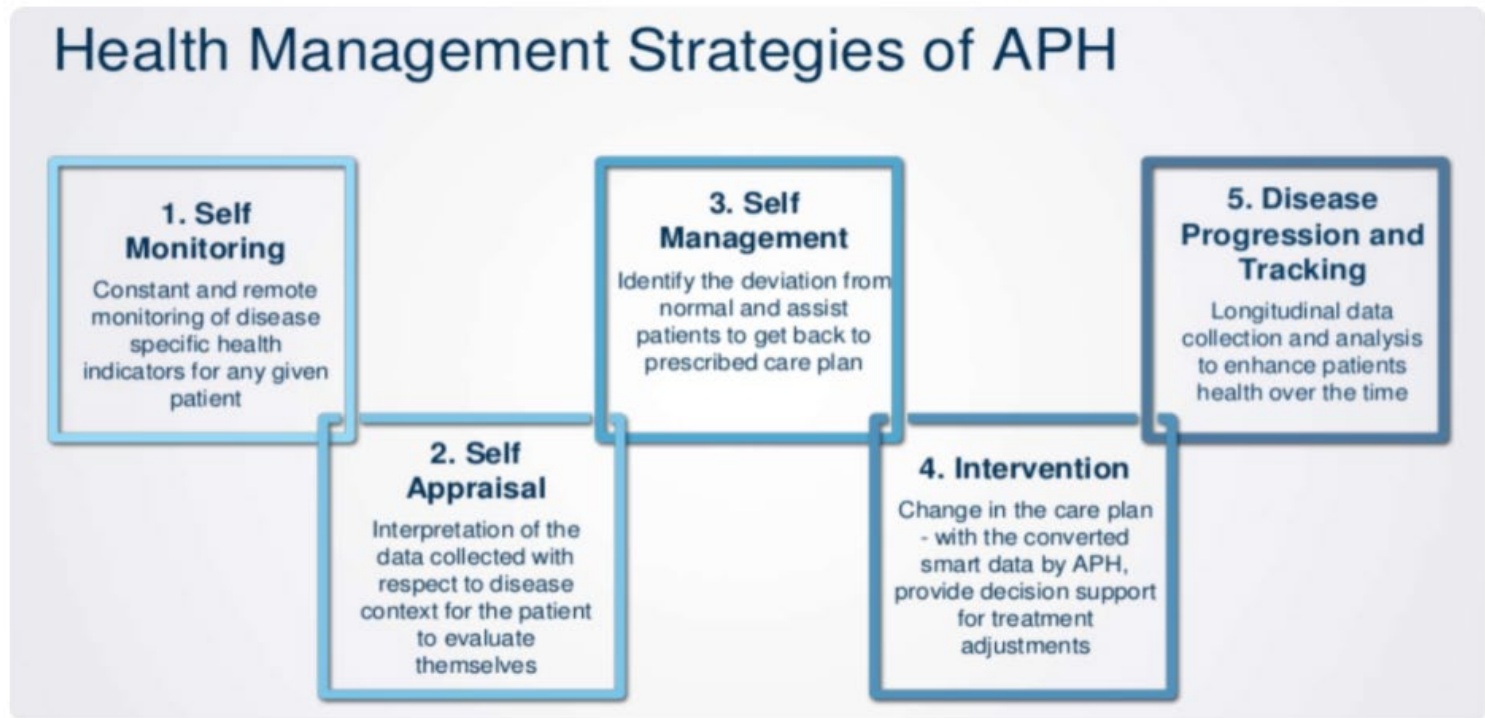 Health Management Strategies of APH
1. Self
Monitoring
Constant and remote
monitoring of disease
specific health
indicators for any given
patient
2. Self
Appraisal
Interpretation of the
data collected with
respect to disease
context for the patient
to evaluate
themselves
3. Self
Management
Identify the deviation from
normal and assist
patients to get back to
prescribed care plan
4. Intervention
Change in the care plan
- with the converted
smart data by APH,
provide decision support
for treatment
adjustments
5. Disease
Progression and
Tracking
Longitudinal data
collection and analysis
to enhance patients
health over the time